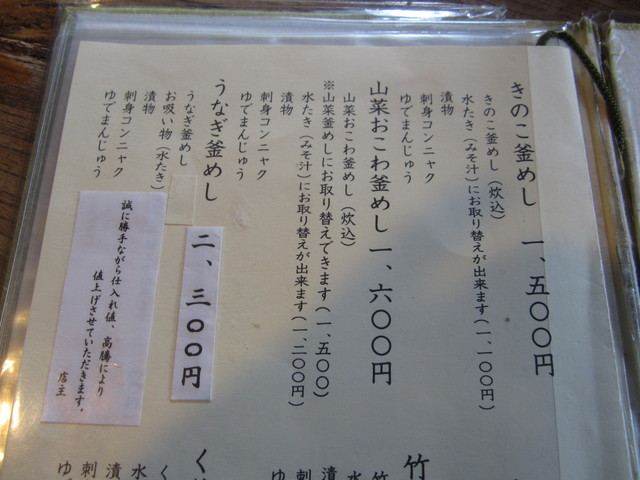 きのこ釜めし 一、五〇〇円
きのこ釜めし（炊込）
水たき（みそ汁）にお取り替えが出来ます（一、一〇〇円）
漬物
刺身コンニャク
ゆでまんじゅう
山菜おこわ釜めし 一、六〇〇円
山菜おこわ釜めし（炊込）
※山菜釜めしにお取り替えできます（一、五〇〇）
水たき（みそ汁）にお取り替えが出来ます（一、二〇〇円）
漬物
刺身コンニャク
ゆでまんじゅう
うなぎ釜めし 二、三〇〇円
うなぎ釜めし
お吸い物（水たき）
漬物
刺身コンニャク
ゆでまんじゅう
誠に勝手ながら仕入れ値、高騰により
値上げさせていただきます。
店主
竹
竹
水
漬
刺
ゆ
く
水
漬
刺
ゆ